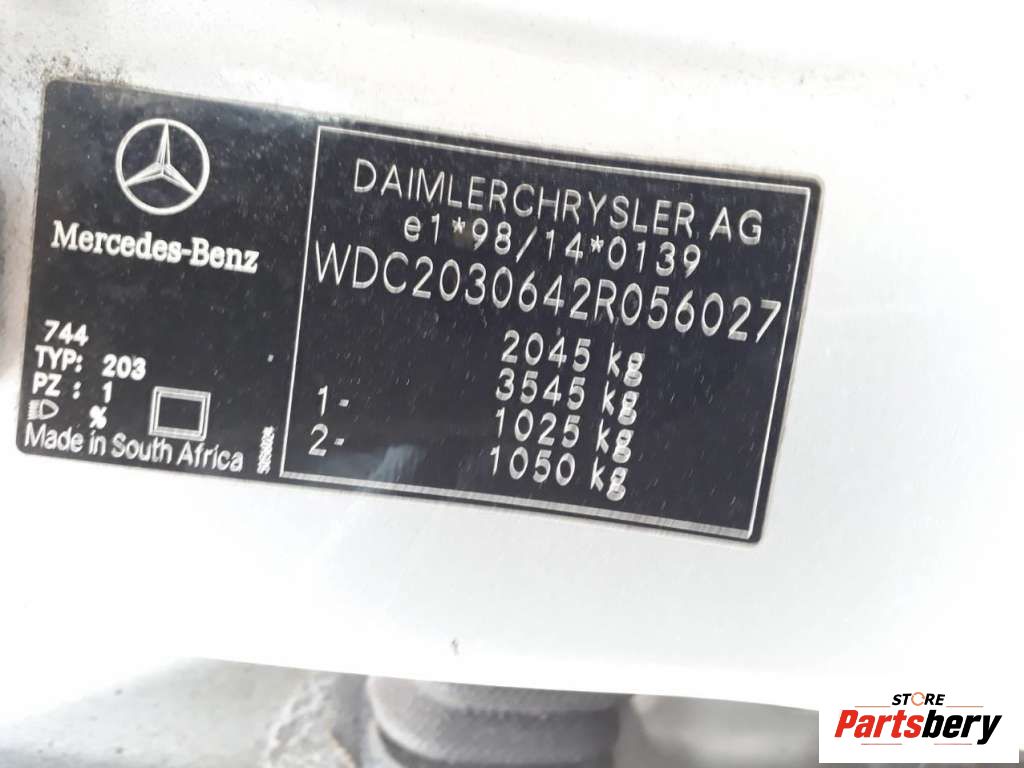 Mercedes-Benz
744
TYP: 203
PZ : 1
%
Made in South Africa
DAIMLERCHRYSLER AG
e1*98/14*0139
WDC2030642R056027
2045 kg
3545 kg
1- 1025 kg
2- 1050 kg
STORE
Partsbery